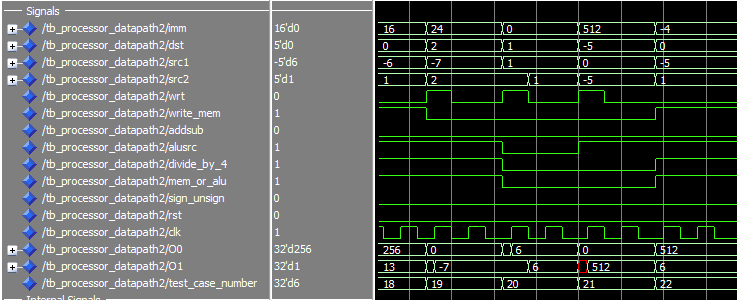 Signals
/tb_processor_datapath2/imm 16'd0 16 24 0 512 -4
/tb_processor_datapath2/dst 5'd0 0 2 1 -5 0
/tb_processor_datapath2/src1 -5'd6 -6 -7 1 0 -5
/tb_processor_datapath2/src2 5'd1 1 2 1 -5 1
/tb_processor_datapath2/wrt 0
/tb_processor_datapath2/write_mem 1
/tb_processor_datapath2/addsub 0
/tb_processor_datapath2/alusrc 1
/tb_processor_datapath2/divide_by_4 1
/tb_processor_datapath2/mem_or_alu 1
/tb_processor_datapath2/sign_unsign 0
/tb_processor_datapath2/rst 0
/tb_processor_datapath2/clk 1
/tb_processor_datapath2/O0 32'd256 256 0 6 0 512
/tb_processor_datapath2/O1 32'd1 13 -7 6 512 6
/tb_processor_datapath2/test_case_number 32'd6 18 19 20 21 22
Internal Signals